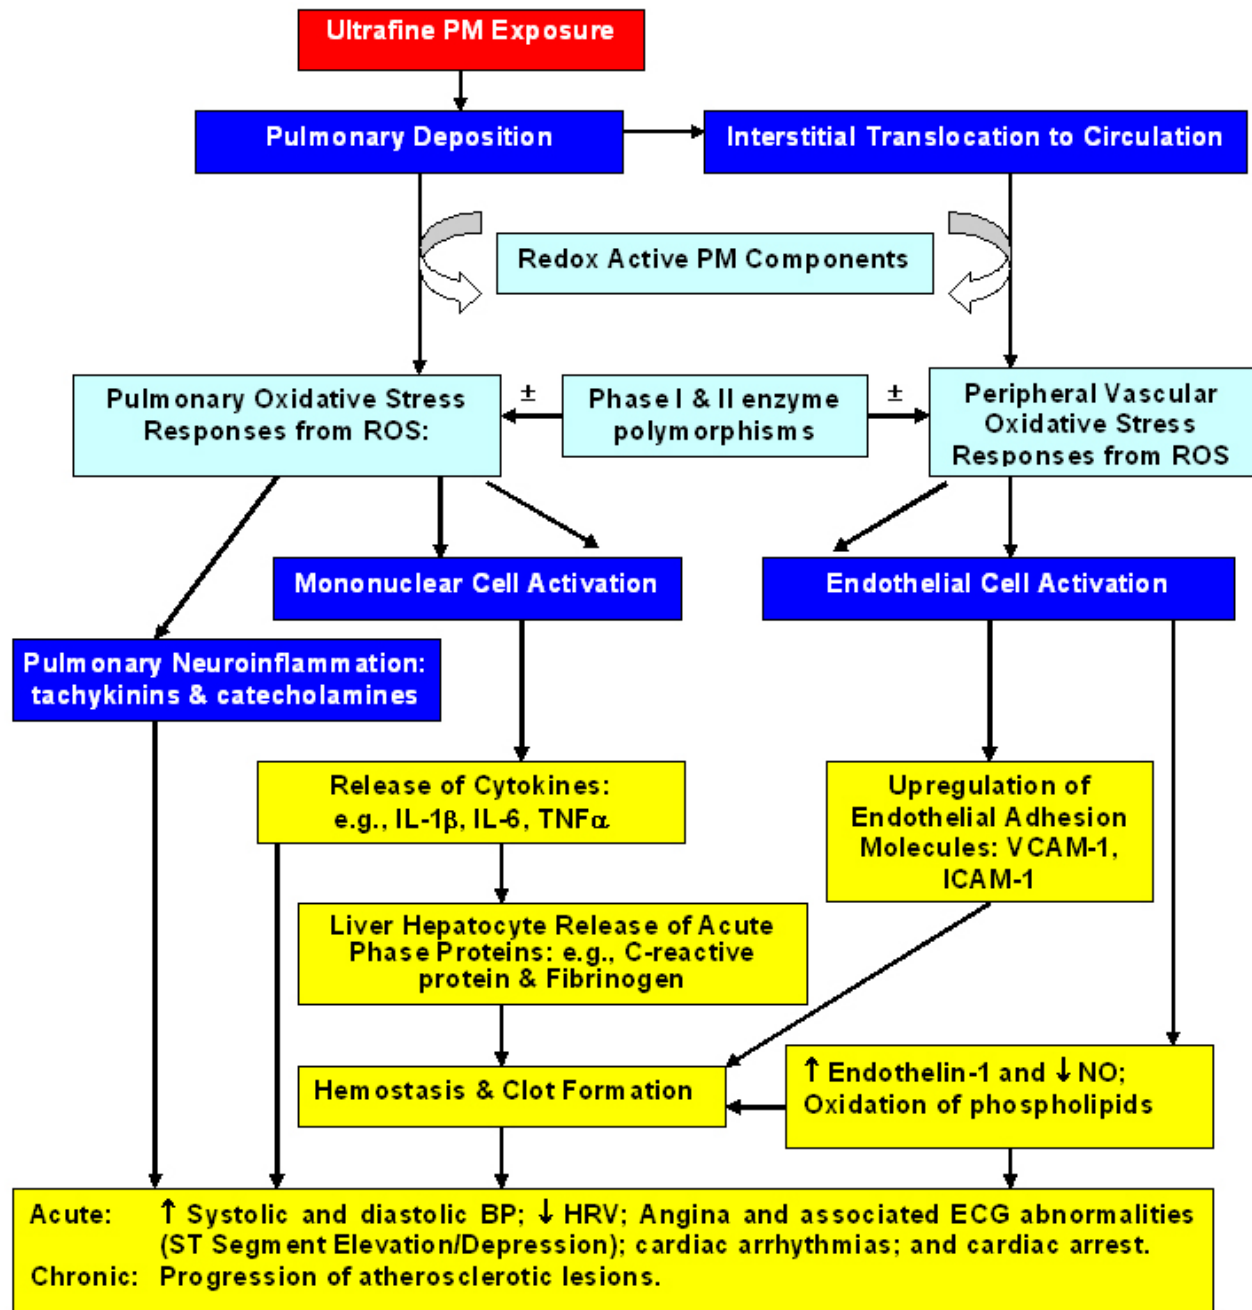 Ultrafine PM Exposure
Pulmonary Deposition
Interstitial Translocation to Circulation
Redox Active PM Components
Pulmonary Oxidative Stress
Responses from ROS:
±
Phase I & II enzyme
polymorphisms
±
Peripheral Vascular
Oxidative Stress
Responses from ROS
Mononuclear Cell Activation
Endothelial Cell Activation
Pulmonary Neuroinflammation:
tachykinins & catecholamines
Release of Cytokines:
e.g., IL-1β, IL-6, TNFα
Upregulation of
Endothelial Adhesion
Molecules: VCAM-1,
ICAM-1
Liver Hepatocyte Release of Acute
Phase Proteins: e.g., C-reactive
protein & Fibrinogen
Hemostasis & Clot Formation
↑ Endothelin-1 and ↓ NO;
Oxidation of phospholipids
Acute: ↑ Systolic and diastolic BP; ↓ HRV; Angina and associated ECG abnormalities
(ST Segment Elevation/Depression); cardiac arrhythmias; and cardiac arrest.
Chronic: Progression of atherosclerotic lesions.